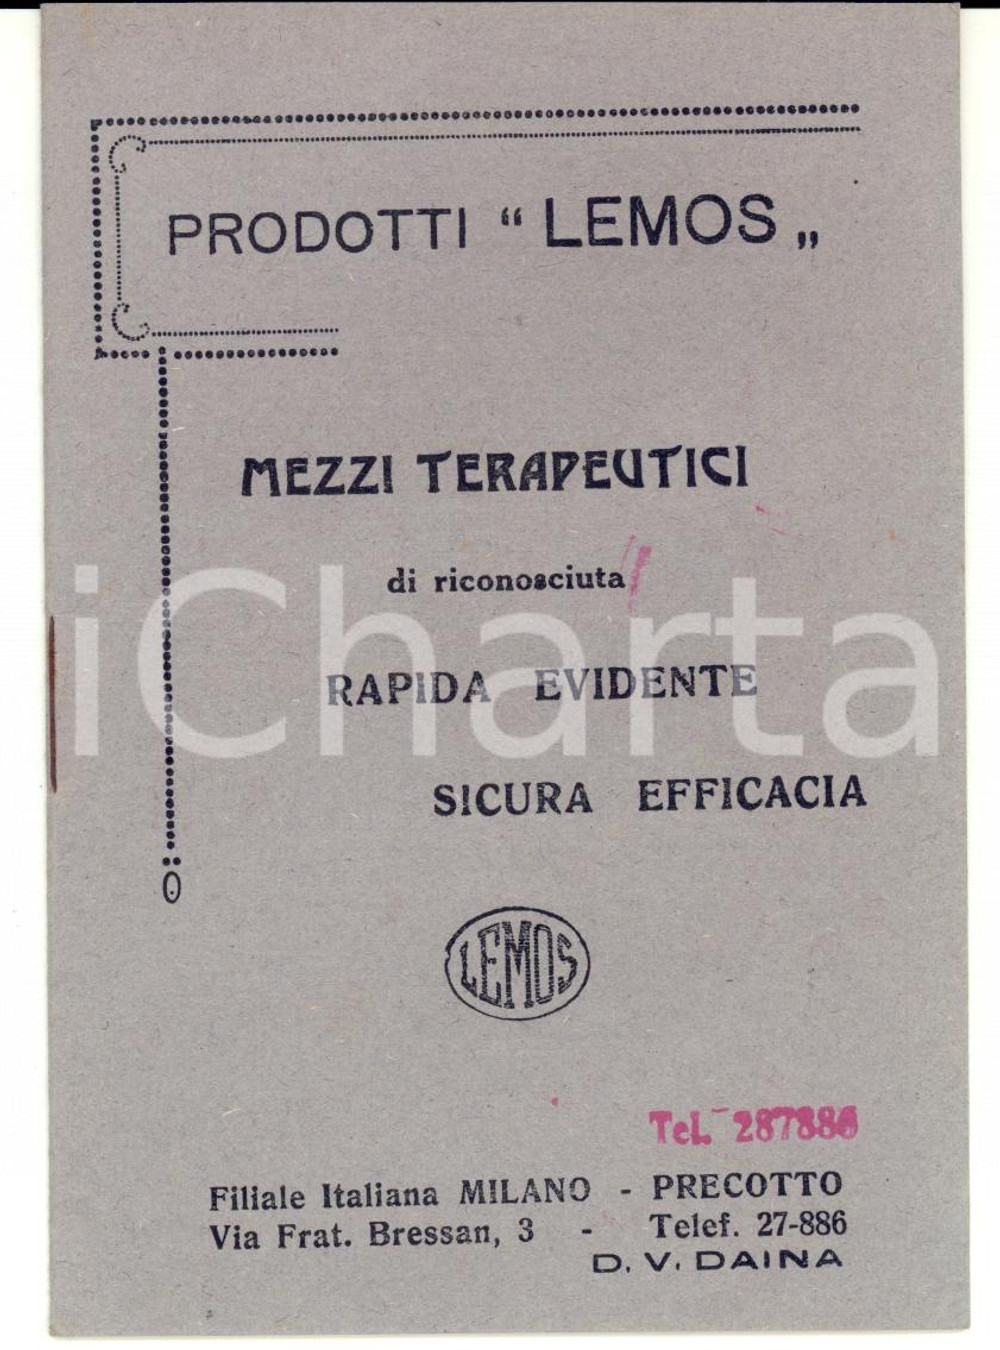 PRODOTTI “ LEMOS „
MEZZI TERAPEUTICI
di riconosciuta
RAPIDA EVIDENTE
SICURA EFFICACIA
LEMOS
Tel. 287886
Filiale Italiana MILANO - PRECOTTO
Via Frat. Bressan, 3 - Telef. 27-886
D. V. DAINA
iCharta